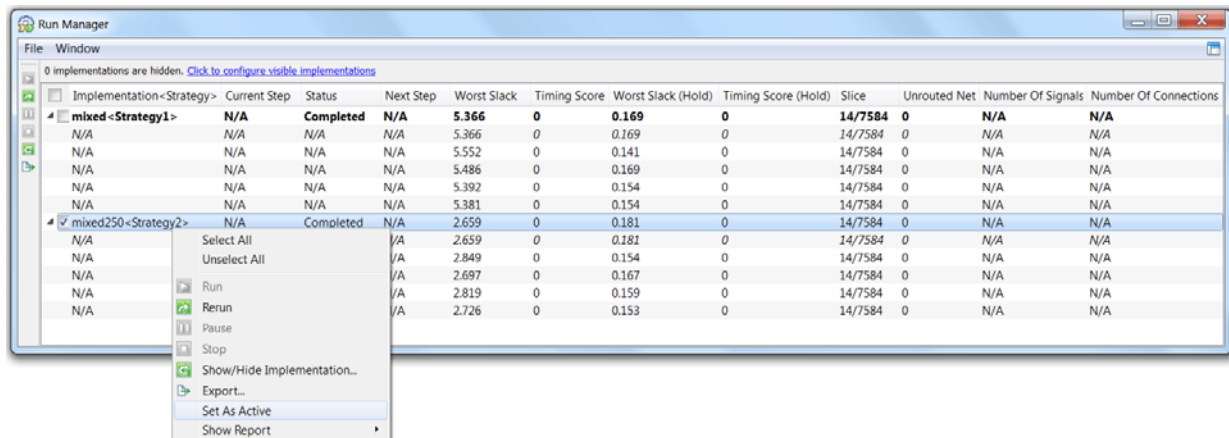 Run Manager
File Window
0 implementations are hidden. Click to configure visible implementations
Implementation<Strategy> Current Step Status Next Step Worst Slack Timing Score Worst Slack (Hold) Timing Score (Hold) Slice Unrouted Net Number Of Signals Number Of Connections
mixed<Strategy1> N/A Completed N/A 5.366 0 0.169 0 14/7584 0 N/A N/A
N/A N/A N/A N/A 5.366 0 0.169 0 14/7584 0 N/A N/A
N/A N/A N/A N/A 5.552 0 0.141 0 14/7584 0 N/A N/A
N/A N/A N/A N/A 5.486 0 0.169 0 14/7584 0 N/A N/A
N/A N/A N/A N/A 5.392 0 0.154 0 14/7584 0 N/A N/A
N/A N/A N/A N/A 5.381 0 0.154 0 14/7584 0 N/A N/A
mixed250<Strategy2> N/A Completed N/A 2.659 0 0.181 0 14/7584 0 N/A N/A
N/A /A 2.659 0 0.181 0 14/7584 0 N/A N/A
N/A /A 2.849 0 0.154 0 14/7584 0 N/A N/A
N/A /A 2.697 0 0.167 0 14/7584 0 N/A N/A
N/A /A 2.819 0 0.159 0 14/7584 0 N/A N/A
N/A /A 2.726 0 0.153 0 14/7584 0 N/A N/A
Select All
Unselect All
Run
Rerun
Pause
Stop
Show/Hide Implementation...
Export...
Set As Active
Show Report